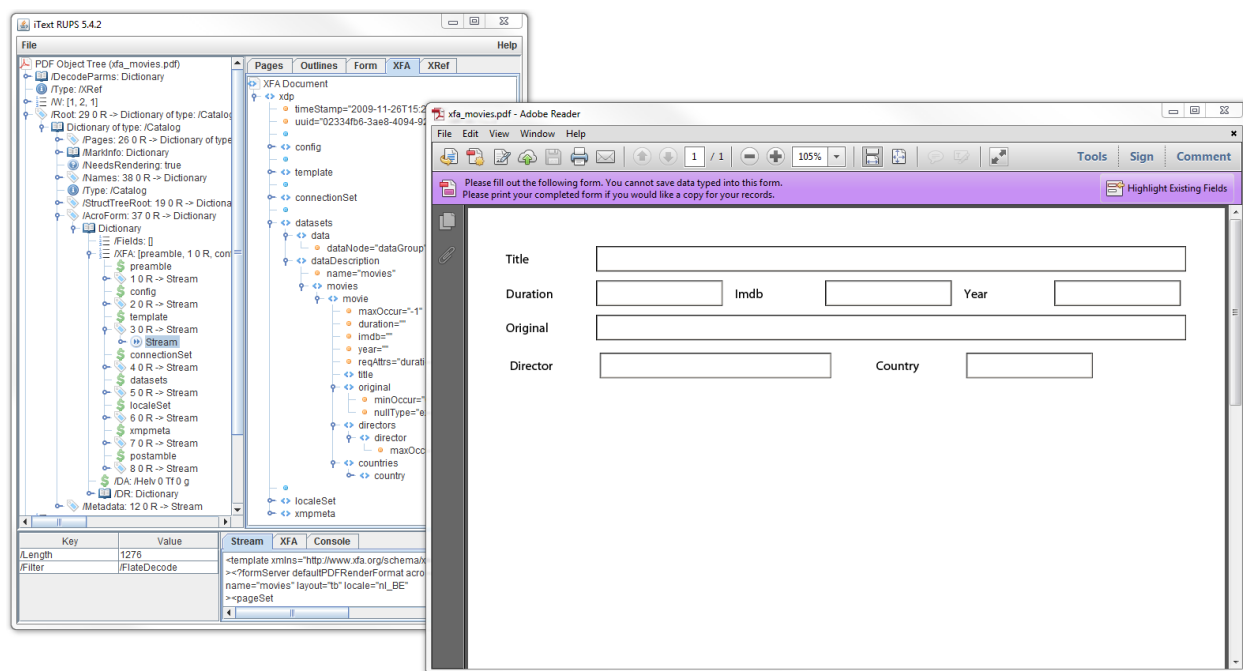 iText RUPS 5.4.2
File Help
PDF Object Tree (xfa_movies.pdf)
/DecodeParms: Dictionary
/Type: /XRef
/W: [1, 2, 1]
/Root: 29 0 R -> Dictionary of type: /Catalog
Dictionary of type: /Catalog
/Pages: 26 0 R -> Dictionary of type
/MarkInfo: Dictionary
/NeedsRendering: true
/Names: 38 0 R -> Dictionary
/Type: /Catalog
/StructTreeRoot: 19 0 R -> Dictiona
/AcroForm: 37 0 R -> Dictionary
Dictionary
/Fields: []
/XFA: [preamble, 1 0 R, con
preamble
1 0 R -> Stream
config
2 0 R -> Stream
template
3 0 R -> Stream
Stream
connectionSet
4 0 R -> Stream
datasets
5 0 R -> Stream
localeSet
6 0 R -> Stream
xmpmeta
7 0 R -> Stream
postamble
8 0 R -> Stream
/DA: /Helv 0 Tf 0 g
/DR: Dictionary
/Metadata: 12 0 R -> Stream
Pages Outlines Form XFA XRef
XFA Document
xdp
timeStamp="2009-11-26T15:2
uuid="02334fb6-3ae8-4094-92
config
template
connectionSet
datasets
data
dataNode="dataGroup"
dataDescription
name="movies"
movies
movie
maxOccur="-1"
duration=""
imdb=""
year=""
reqAttrs="durati
title
original
minOccur="
nullType="e
directors
director
maxOcc
countries
country
localeSet
xmpmeta
Key Value
/Length 1276
/Filter /FlateDecode
Stream XFA Console
<template xmlns="http://www.xfa.org/schema/x
><?formServer defaultPDFRenderFormat acro
name="movies" layout="tb" locale="nl_BE"
><pageSet
xfa_movies.pdf - Adobe Reader
File Edit View Window Help
1 / 1 105% Tools Sign Comment
Please fill out the following form. You cannot save data typed into this form.
Please print your completed form if you would like a copy for your records.
Highlight Existing Fields
Title
Duration Imdb Year
Original
Director Country